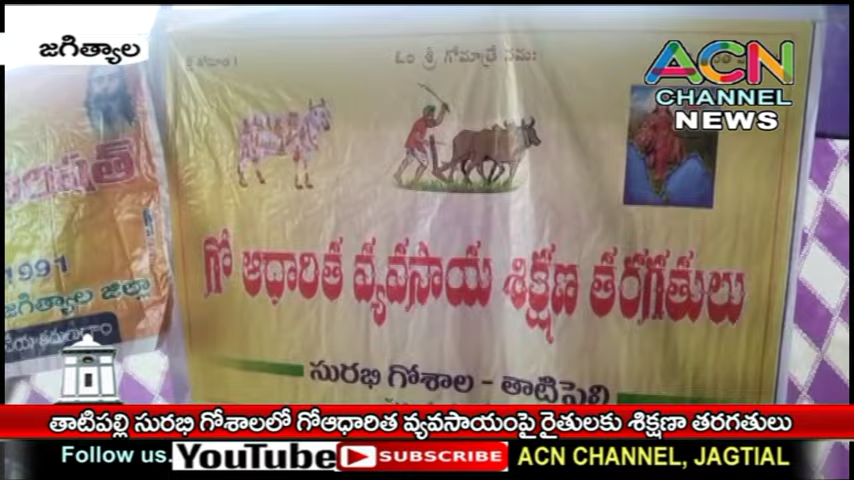 జగిత్యాల
ఓం శ్రీ గోమాత్రే నమః
ACN
CHANNEL
NEWS
1991
జగిత్యాల జిల్లా
గో ఆధారిత వ్యవసాయ శిక్షణ తరగతులు
సురభి గోశాల - తాటిపెల్లి
తాటిపల్లి సురభి గోశాలలో గోఆధారిత వ్యవసాయంపై రైతులకు శిక్షణా తరగతులు
Follow us. YouTube SUBSCRIBE ACN CHANNEL, JAGTIAL